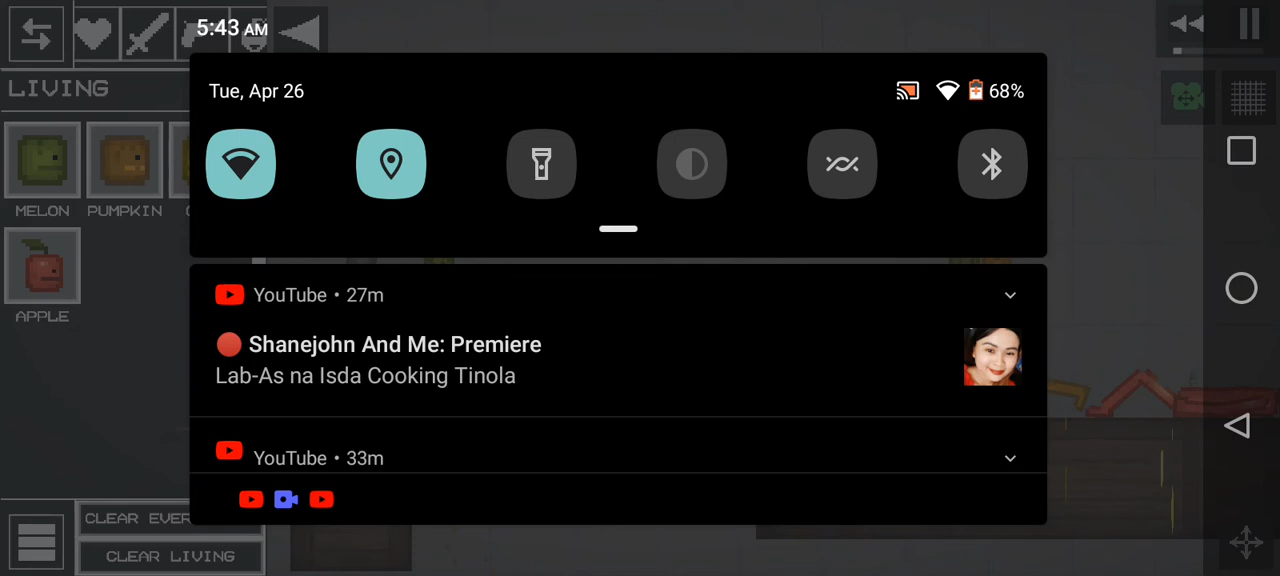 5:43 AM
LIVING
Tue, Apr 26
68%
MELON
PUMPKIN
APPLE
YouTube • 27m
Shanejohn And Me: Premiere
Lab-As na Isda Cooking Tinola
YouTube • 33m
CLEAR EVER
CLEAR LIVING